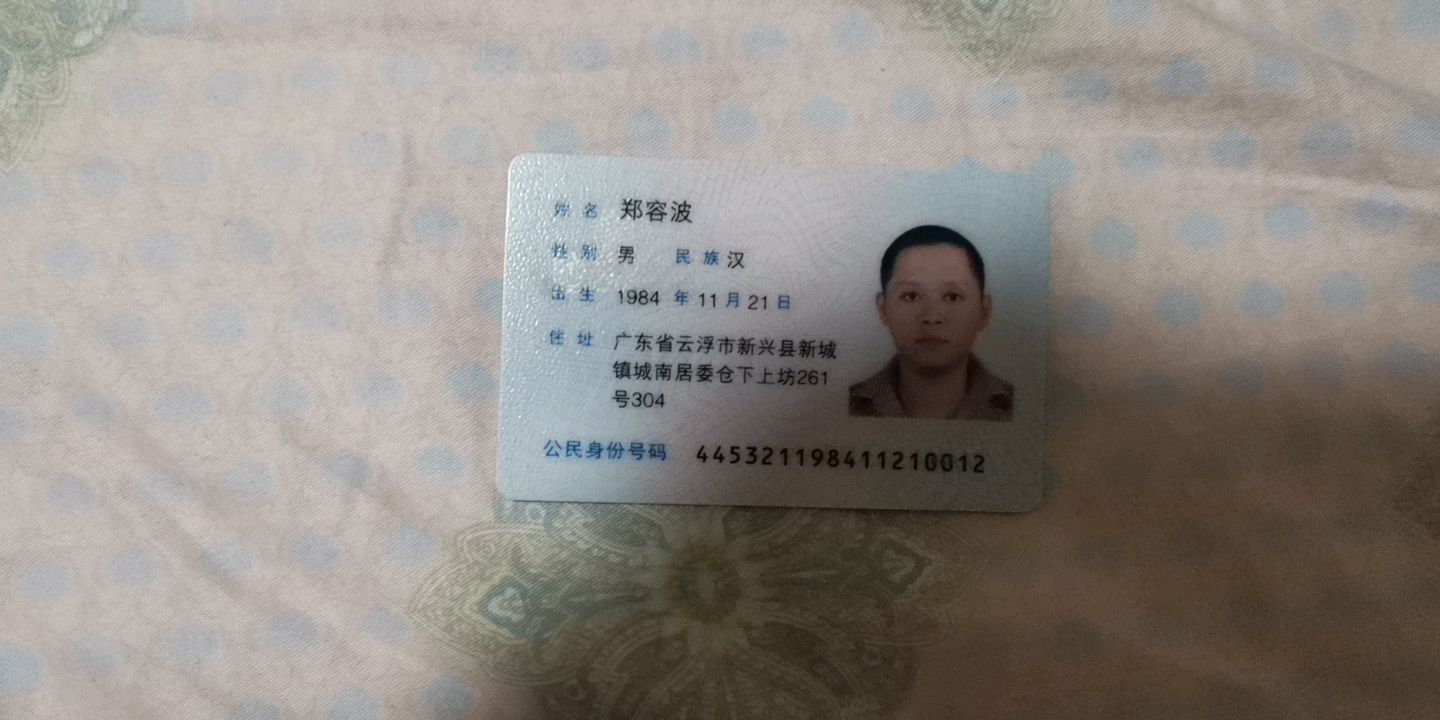 姓名 郑容波
性别 男 民族 汉
出生 1984 年 11 月 21 日
住址 广东省云浮市新兴县新城
镇城南居委仓下上坊261
号304
公民身份号码 445321198411210012